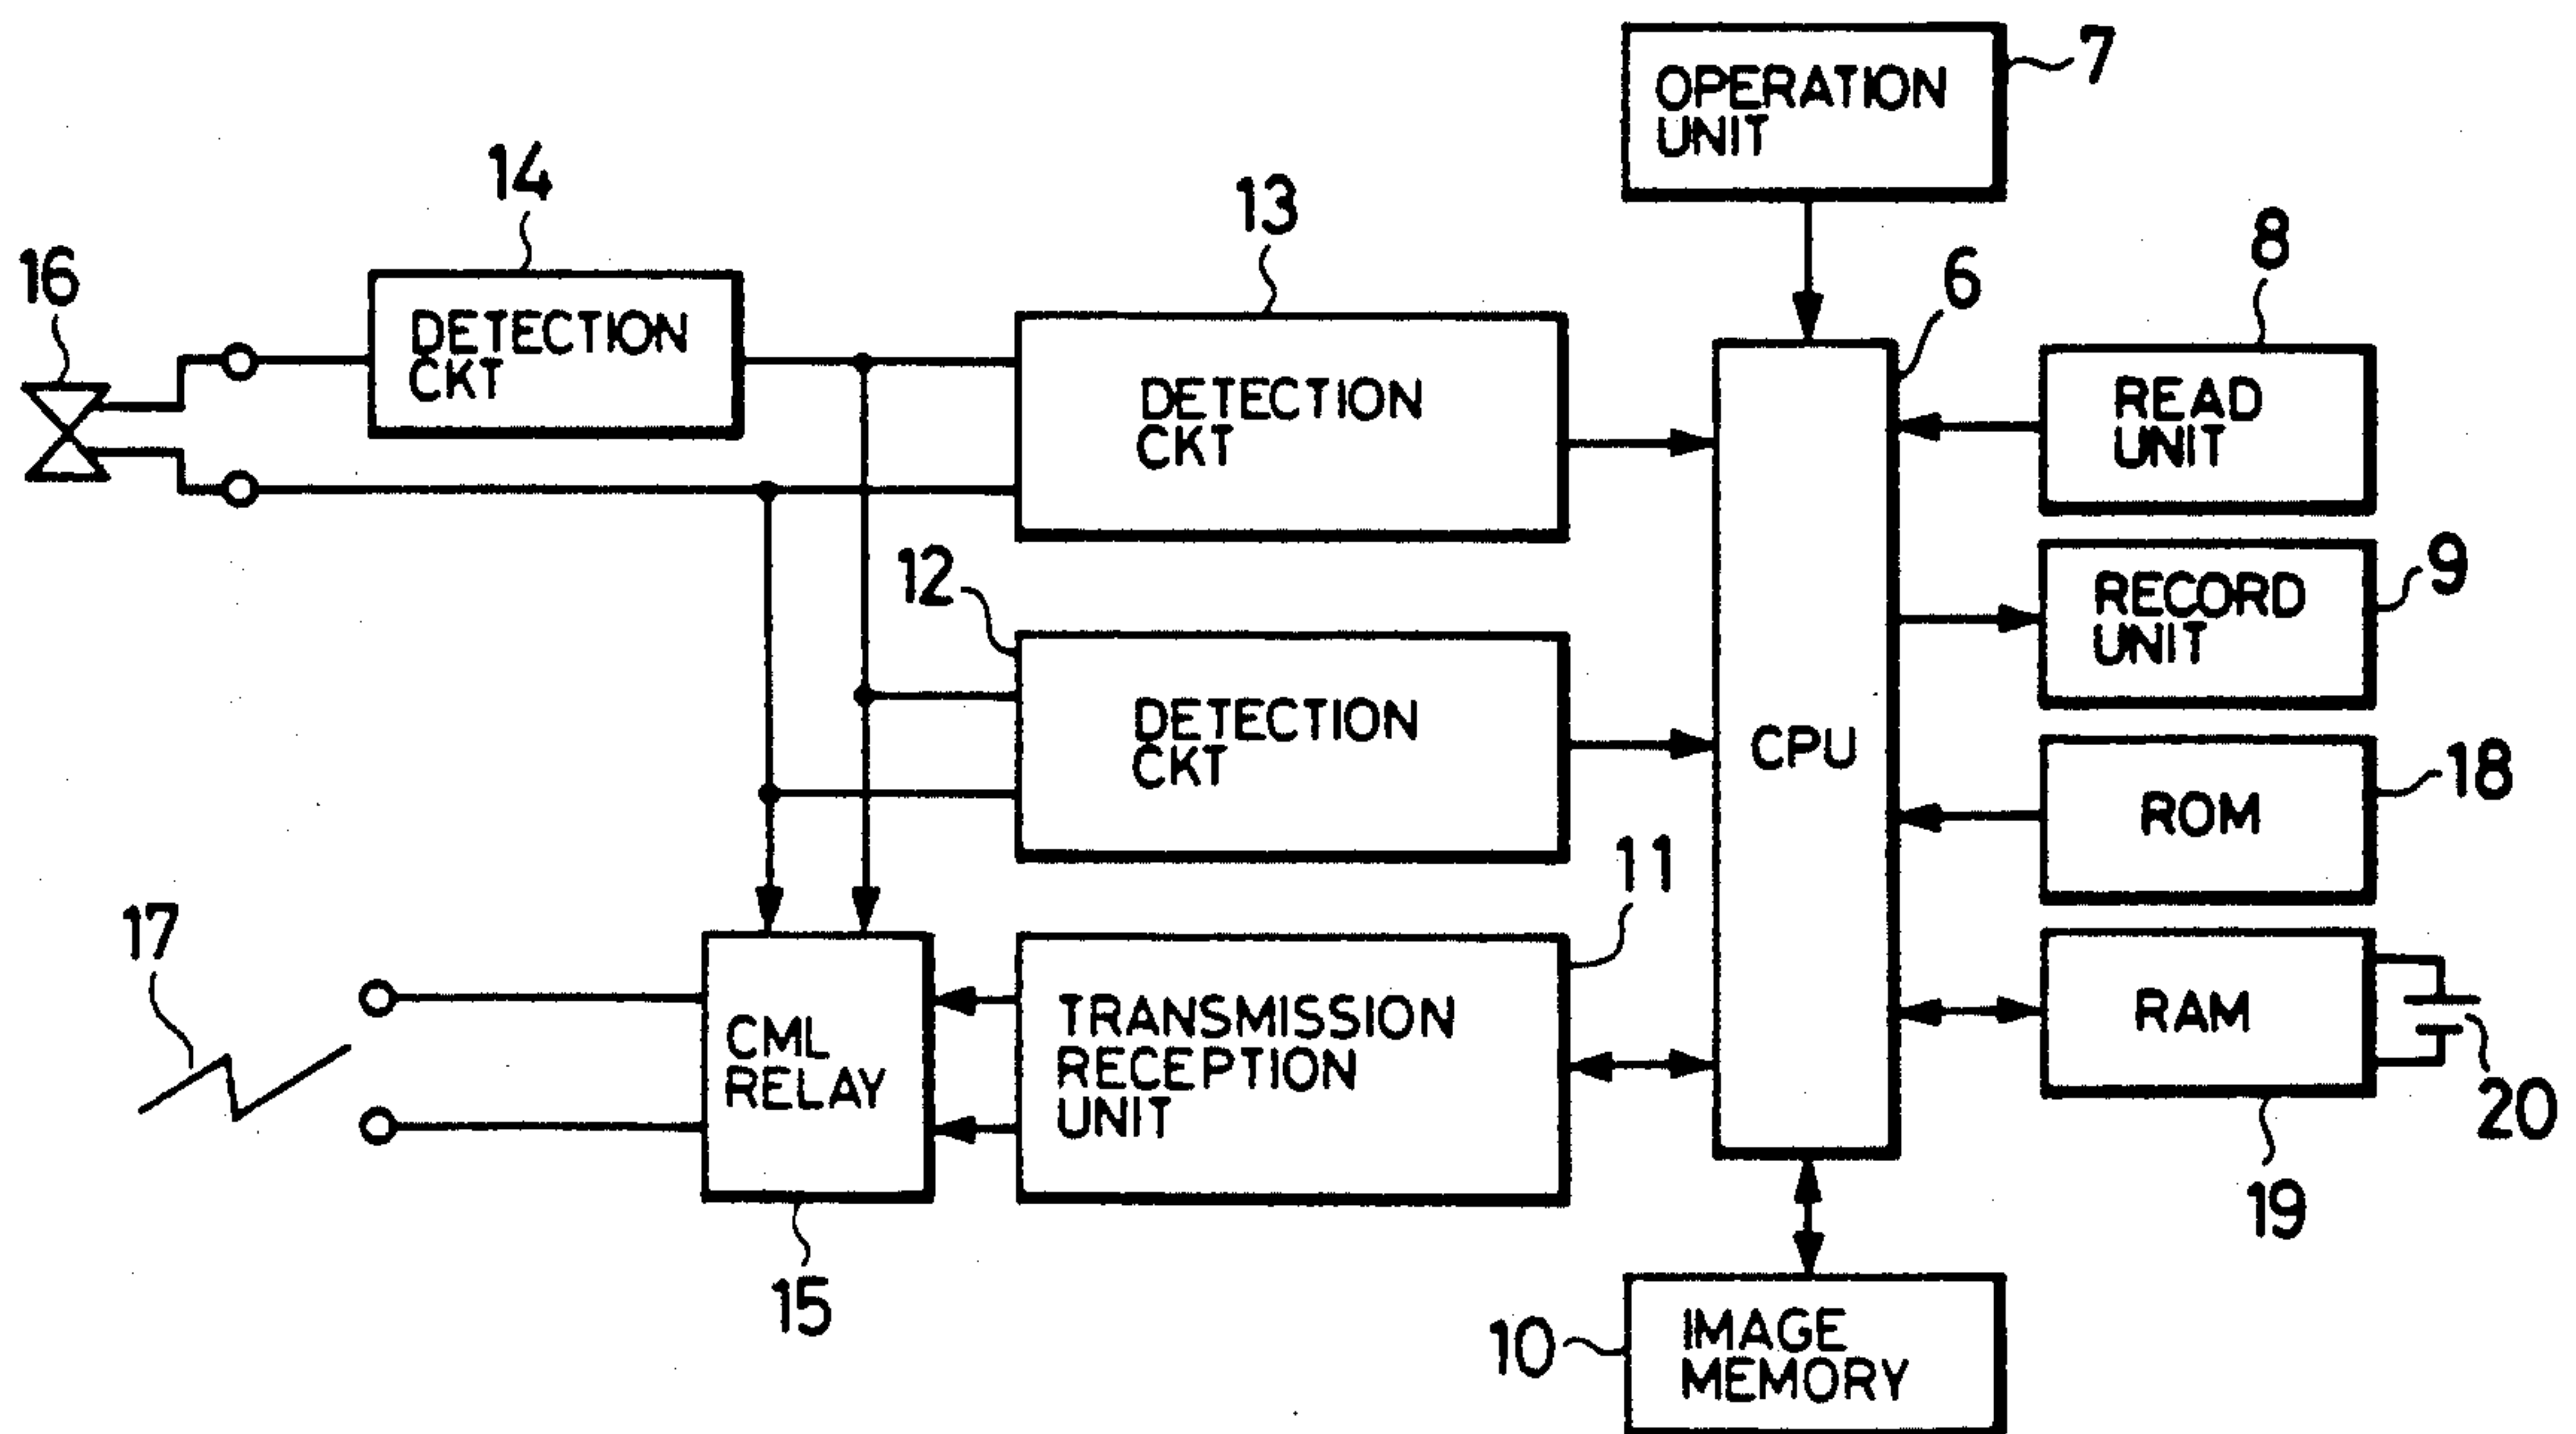 7
OPERATION
UNIT
14
13
8
6
16
DETECTION
CKT
DETECTION
CKT
READ
UNIT
9
12
RECORD
UNIT
DETECTION
CKT
CPU
18
ROM
11
17
CML
RELAY
TRANSMISSION
RECEPTION
UNIT
RAM
20
19
15
10
IMAGE
MEMORY